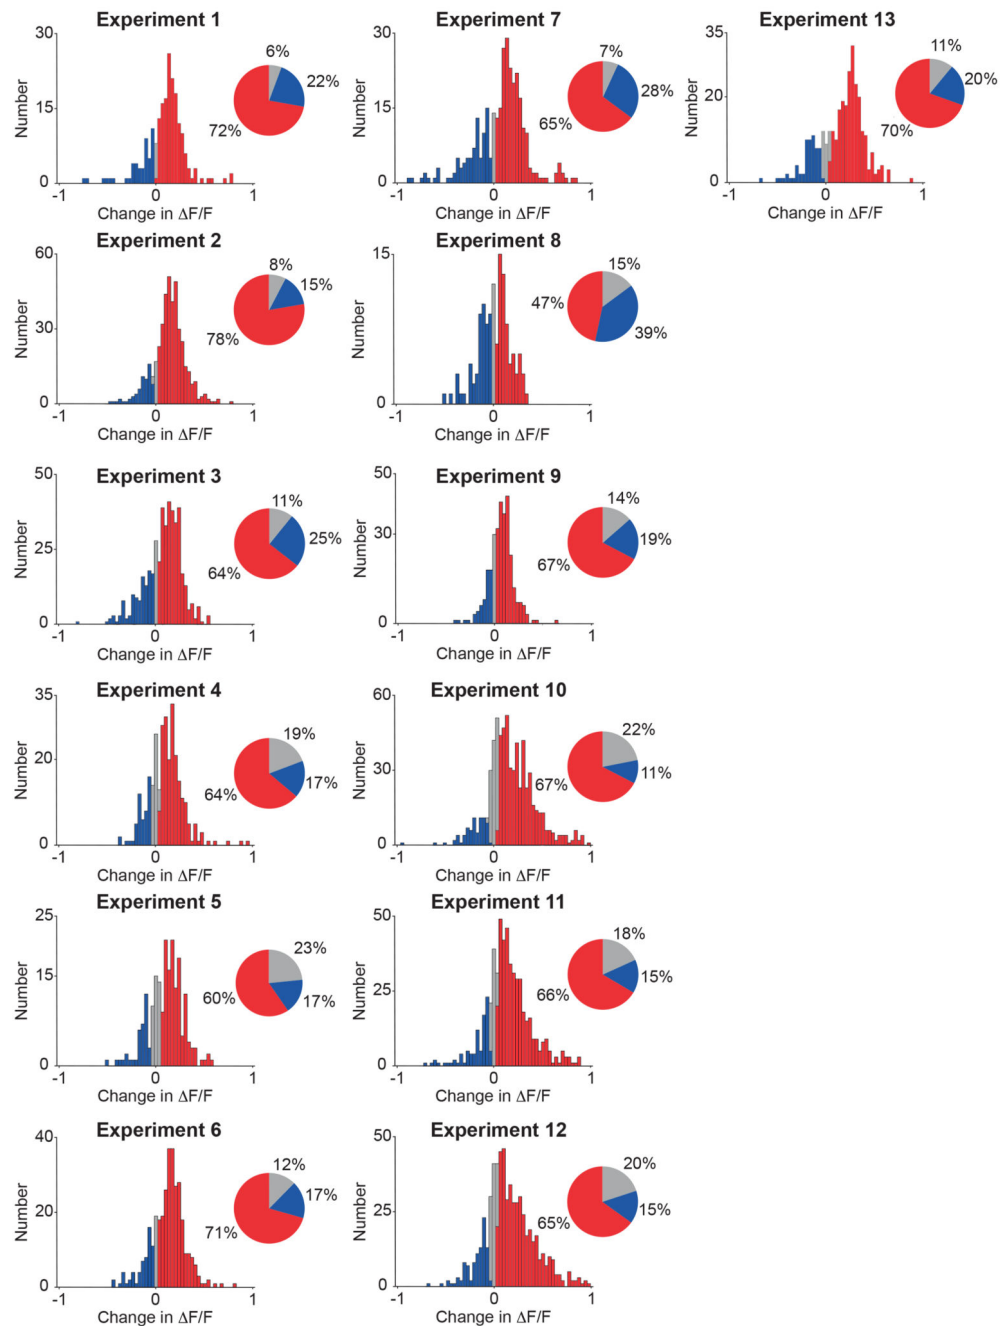 Experiment 1
30
15
0
Number
6%
22%
72%
-1 0 1
Change in ΔF/F
Experiment 2
60
30
0
Number
8%
15%
78%
-1 0 1
Change in ΔF/F
Experiment 3
50
25
0
Number
11%
25%
64%
-1 0 1
Change in ΔF/F
Experiment 4
35
20
0
Number
19%
17%
64%
-1 0 1
Change in ΔF/F
Experiment 5
25
15
0
Number
23%
17%
60%
-1 0 1
Change in ΔF/F
Experiment 6
40
20
0
Number
12%
17%
71%
-1 0 1
Change in ΔF/F
Experiment 7
30
15
0
Number
7%
28%
65%
-1 0 1
Change in ΔF/F
Experiment 8
15
0
Number
15%
39%
47%
-1 0 1
Change in ΔF/F
Experiment 9
50
30
0
Number
14%
19%
67%
-1 0 1
Change in ΔF/F
Experiment 10
60
30
0
Number
22%
11%
67%
-1 0 1
Change in ΔF/F
Experiment 11
50
25
0
Number
18%
15%
66%
-1 0 1
Change in ΔF/F
Experiment 12
50
25
0
Number
20%
15%
65%
-1 0 1
Change in ΔF/F
Experiment 13
35
20
0
Number
11%
20%
70%
-1 0 1
Change in ΔF/F